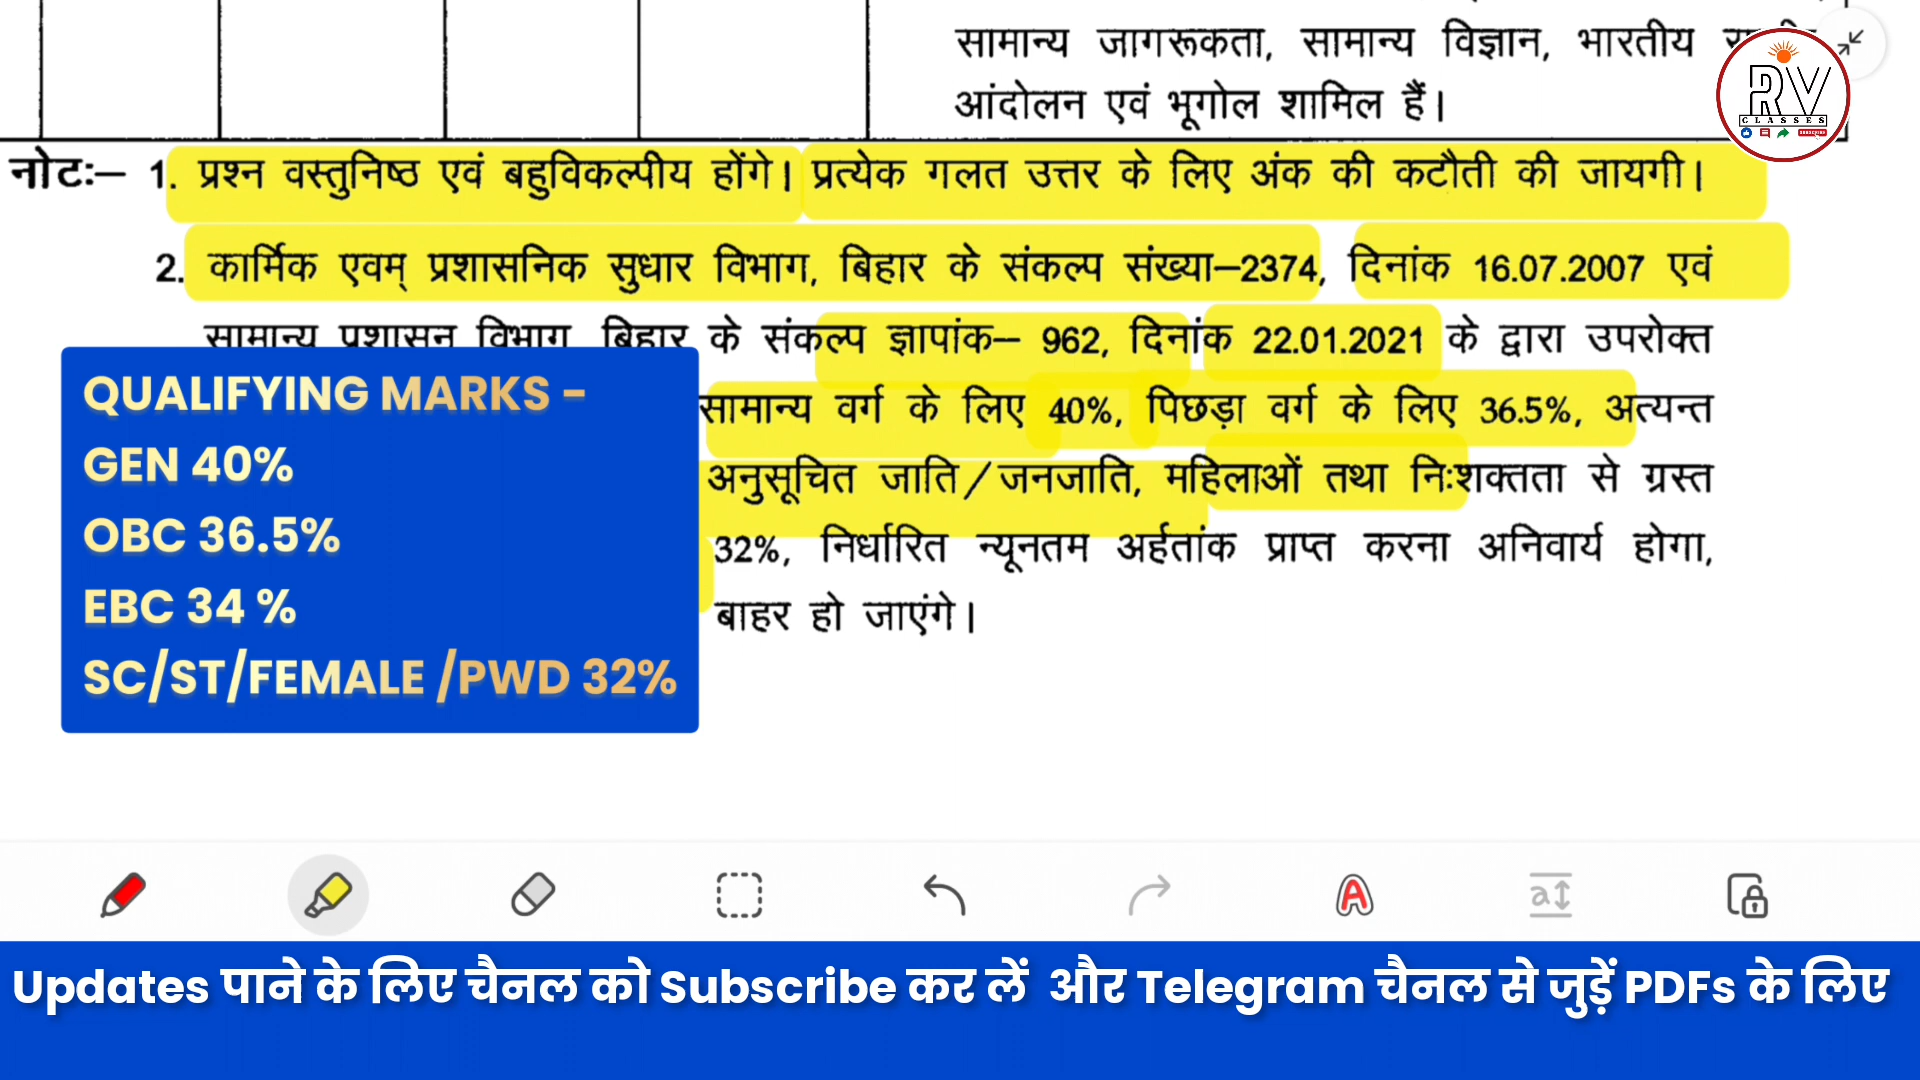 सामान्य जागरूकता, सामान्य विज्ञान, भारतीय
आंदोलन एवं भूगोल शामिल हैं।
RV
CLASSES
नोटः– 1. प्रश्न वस्तुनिष्ठ एवं बहुविकल्पीय होंगे। प्रत्येक गलत उत्तर के लिए अंक की कटौती की जायगी।
2. कार्मिक एवम् प्रशासनिक सुधार विभाग, बिहार के संकल्प संख्या–2374, दिनांक 16.07.2007 एवं
सामान्य प्रशासन विभाग बिहार के संकल्प ज्ञापांक– 962, दिनांक 22.01.2021 के द्वारा उपरोक्त
सामान्य वर्ग के लिए 40%, पिछड़ा वर्ग के लिए 36.5%, अत्यन्त
अनुसूचित जाति/जनजाति, महिलाओं तथा निःशक्तता से ग्रस्त
32%, निर्धारित न्यूनतम अर्हतांक प्राप्त करना अनिवार्य होगा,
बाहर हो जाएंगे।
QUALIFYING MARKS -
GEN 40%
OBC 36.5%
EBC 34 %
SC/ST/FEMALE /PWD 32%
Updates पाने के लिए चैनल को Subscribe कर लें और Telegram चैनल से जुड़ें PDFs के लिए